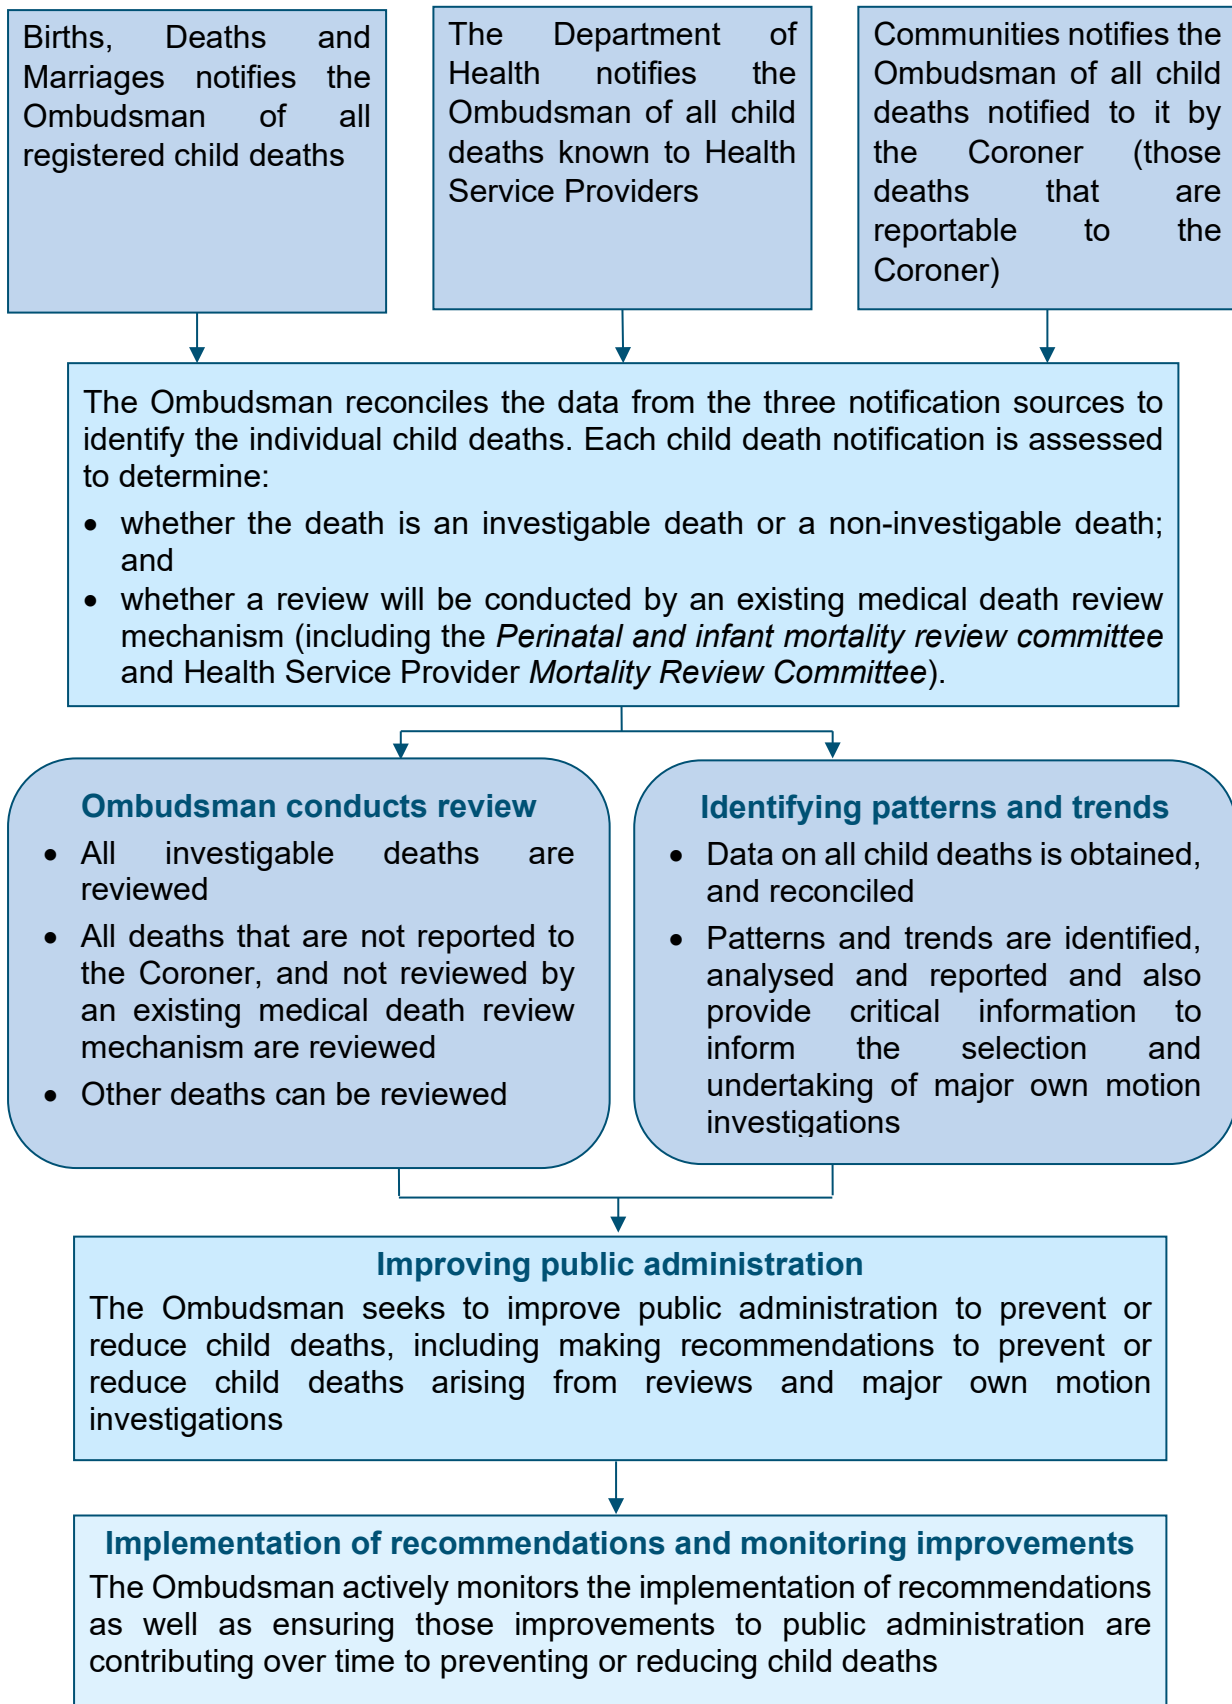 Births, Deaths and
Marriages notifies the
Ombudsman of all
registered child deaths
The Department of
Health notifies the
Ombudsman of all child
deaths known to Health
Service Providers
Communities notifies the
Ombudsman of all child
deaths notified to it by
the Coroner (those
deaths that are
reportable to the
Coroner)
The Ombudsman reconciles the data from the three notification sources to
identify the individual child deaths. Each child death notification is assessed
to determine:
• whether the death is an investigable death or a non-investigable death;
and
• whether a review will be conducted by an existing medical death review
mechanism (including the Perinatal and infant mortality review committee
and Health Service Provider Mortality Review Committee).
Ombudsman conducts review
• All investigable deaths are
reviewed
• All deaths that are not reported to
the Coroner, and not reviewed by
an existing medical death review
mechanism are reviewed
• Other deaths can be reviewed
Identifying patterns and trends
• Data on all child deaths is obtained,
and reconciled
• Patterns and trends are identified,
analysed and reported and also
provide critical information to
inform the selection and
undertaking of major own motion
investigations
Improving public administration
The Ombudsman seeks to improve public administration to prevent or
reduce child deaths, including making recommendations to prevent or
reduce child deaths arising from reviews and major own motion
investigations
Implementation of recommendations and monitoring improvements
The Ombudsman actively monitors the implementation of recommendations
as well as ensuring those improvements to public administration are
contributing over time to preventing or reducing child deaths